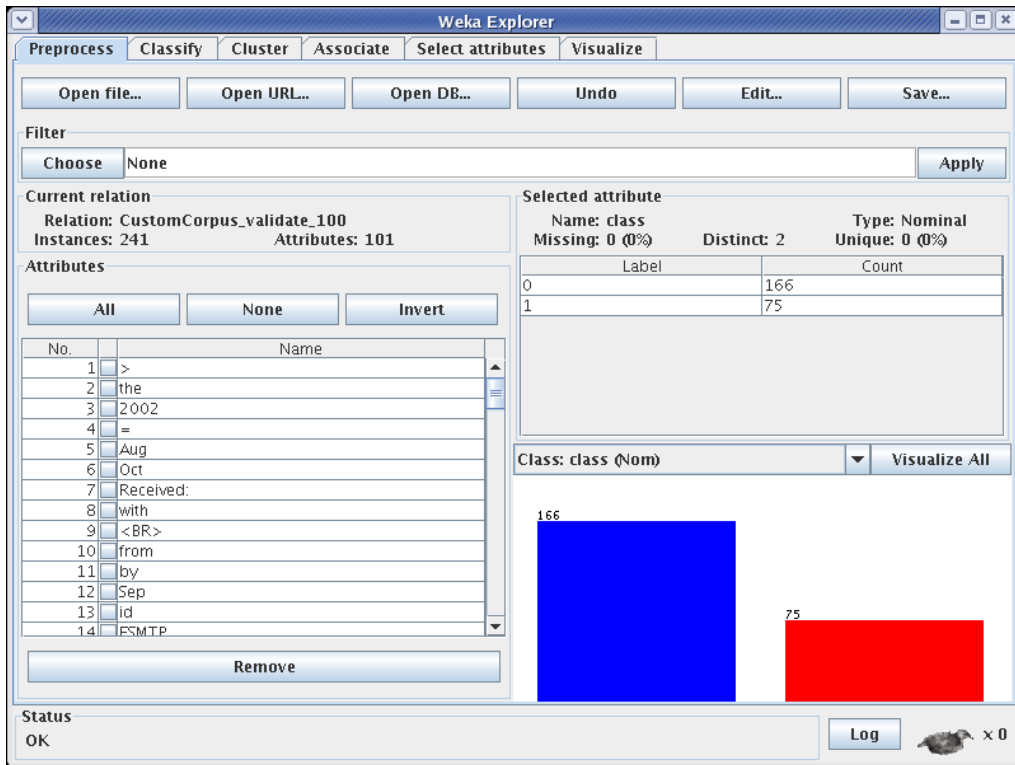 Weka Explorer
Preprocess Classify Cluster Associate Select attributes Visualize
Open file... Open URL... Open DB... Undo Edit... Save...
Filter
Choose None Apply
Current relation
Relation: CustomCorpus_validate_100
Instances: 241 Attributes: 101
Selected attribute
Name: class Type: Nominal
Missing: 0 (0%) Distinct: 2 Unique: 0 (0%)
Label Count
0 166
1 75
Attributes
All None Invert
No. Name
1 >
2 the
3 2002
4 =
5 Aug
6 Oct
7 Received:
8 with
9 <BR>
10 from
11 by
12 Sep
13 id
14 ESMTP
Remove
Class: class (Nom) Visualize All
166
75
Status
OK
Log x 0